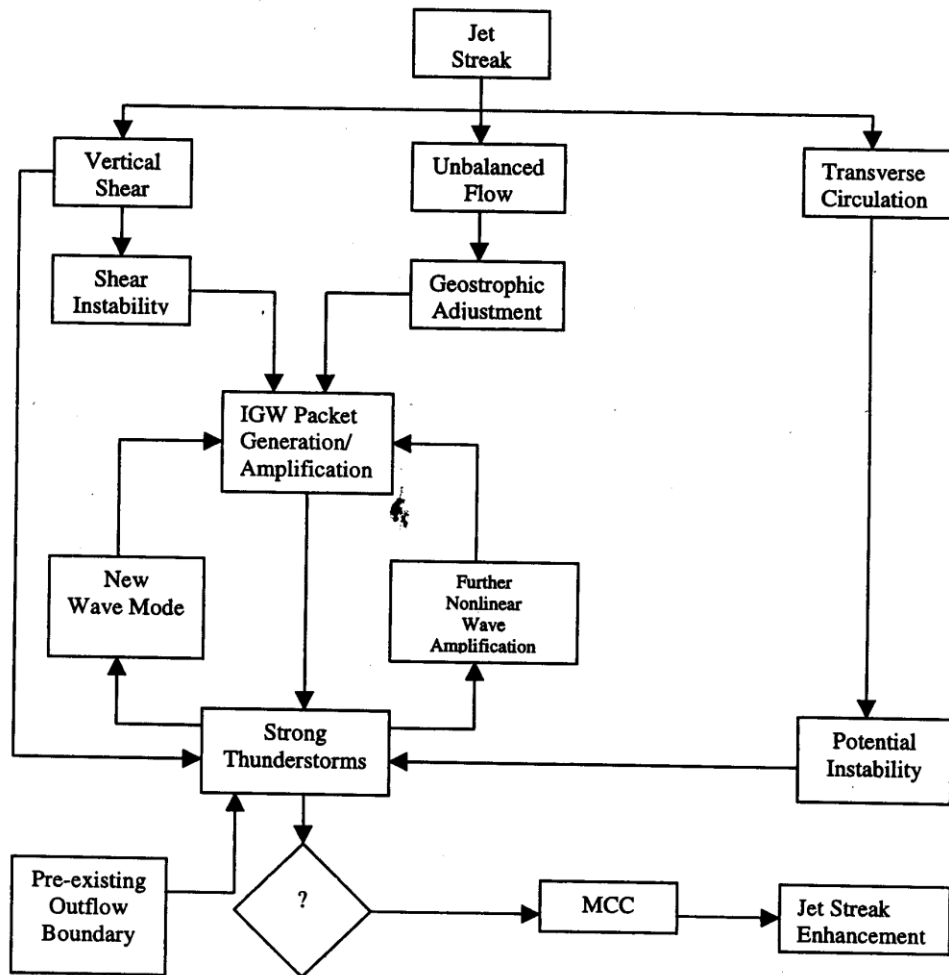 Jet
Streak
Vertical
Shear
Unbalanced
Flow
Transverse
Circulation
Shear
Instability
Geostrophic
Adjustment
IGW Packet
Generation/
Amplification
New
Wave Mode
Further
Nonlinear
Wave
Amplification
Strong
Thunderstorms
Potential
Instability
Pre-existing
Outflow
Boundary
?
MCC
Jet Streak
Enhancement